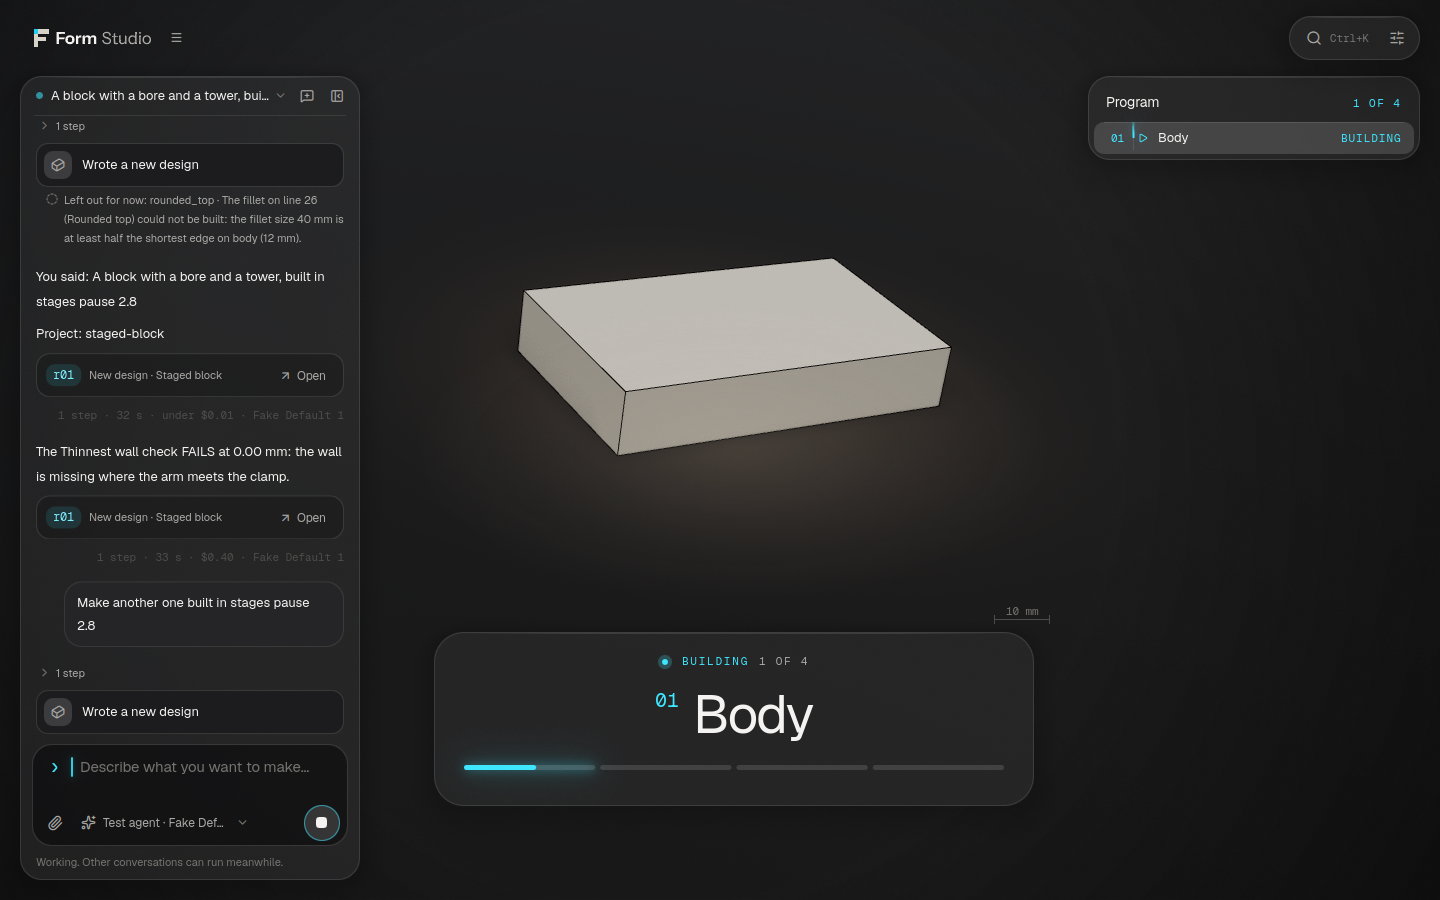 Form Studio
Ctrl+K
A block with a bore and a tower, bui...
1 step
Wrote a new design
Left out for now: rounded_top · The fillet on line 26
(Rounded top) could not be built: the fillet size 40 mm is
at least half the shortest edge on body (12 mm).
You said: A block with a bore and a tower, built in
stages pause 2.8
Project: staged-block
r01 New design · Staged block Open
1 step · 32 s · under $0.01 · Fake Default 1
The Thinnest wall check FAILS at 0.00 mm: the wall
is missing where the arm meets the clamp.
r01 New design · Staged block Open
1 step · 33 s · $0.40 · Fake Default 1
Make another one built in stages pause
2.8
1 step
Wrote a new design
Describe what you want to make...
Test agent · Fake Def...
Working. Other conversations can run meanwhile.
10 mm
BUILDING 1 OF 4
01 Body
Program 1 OF 4
01 Body BUILDING